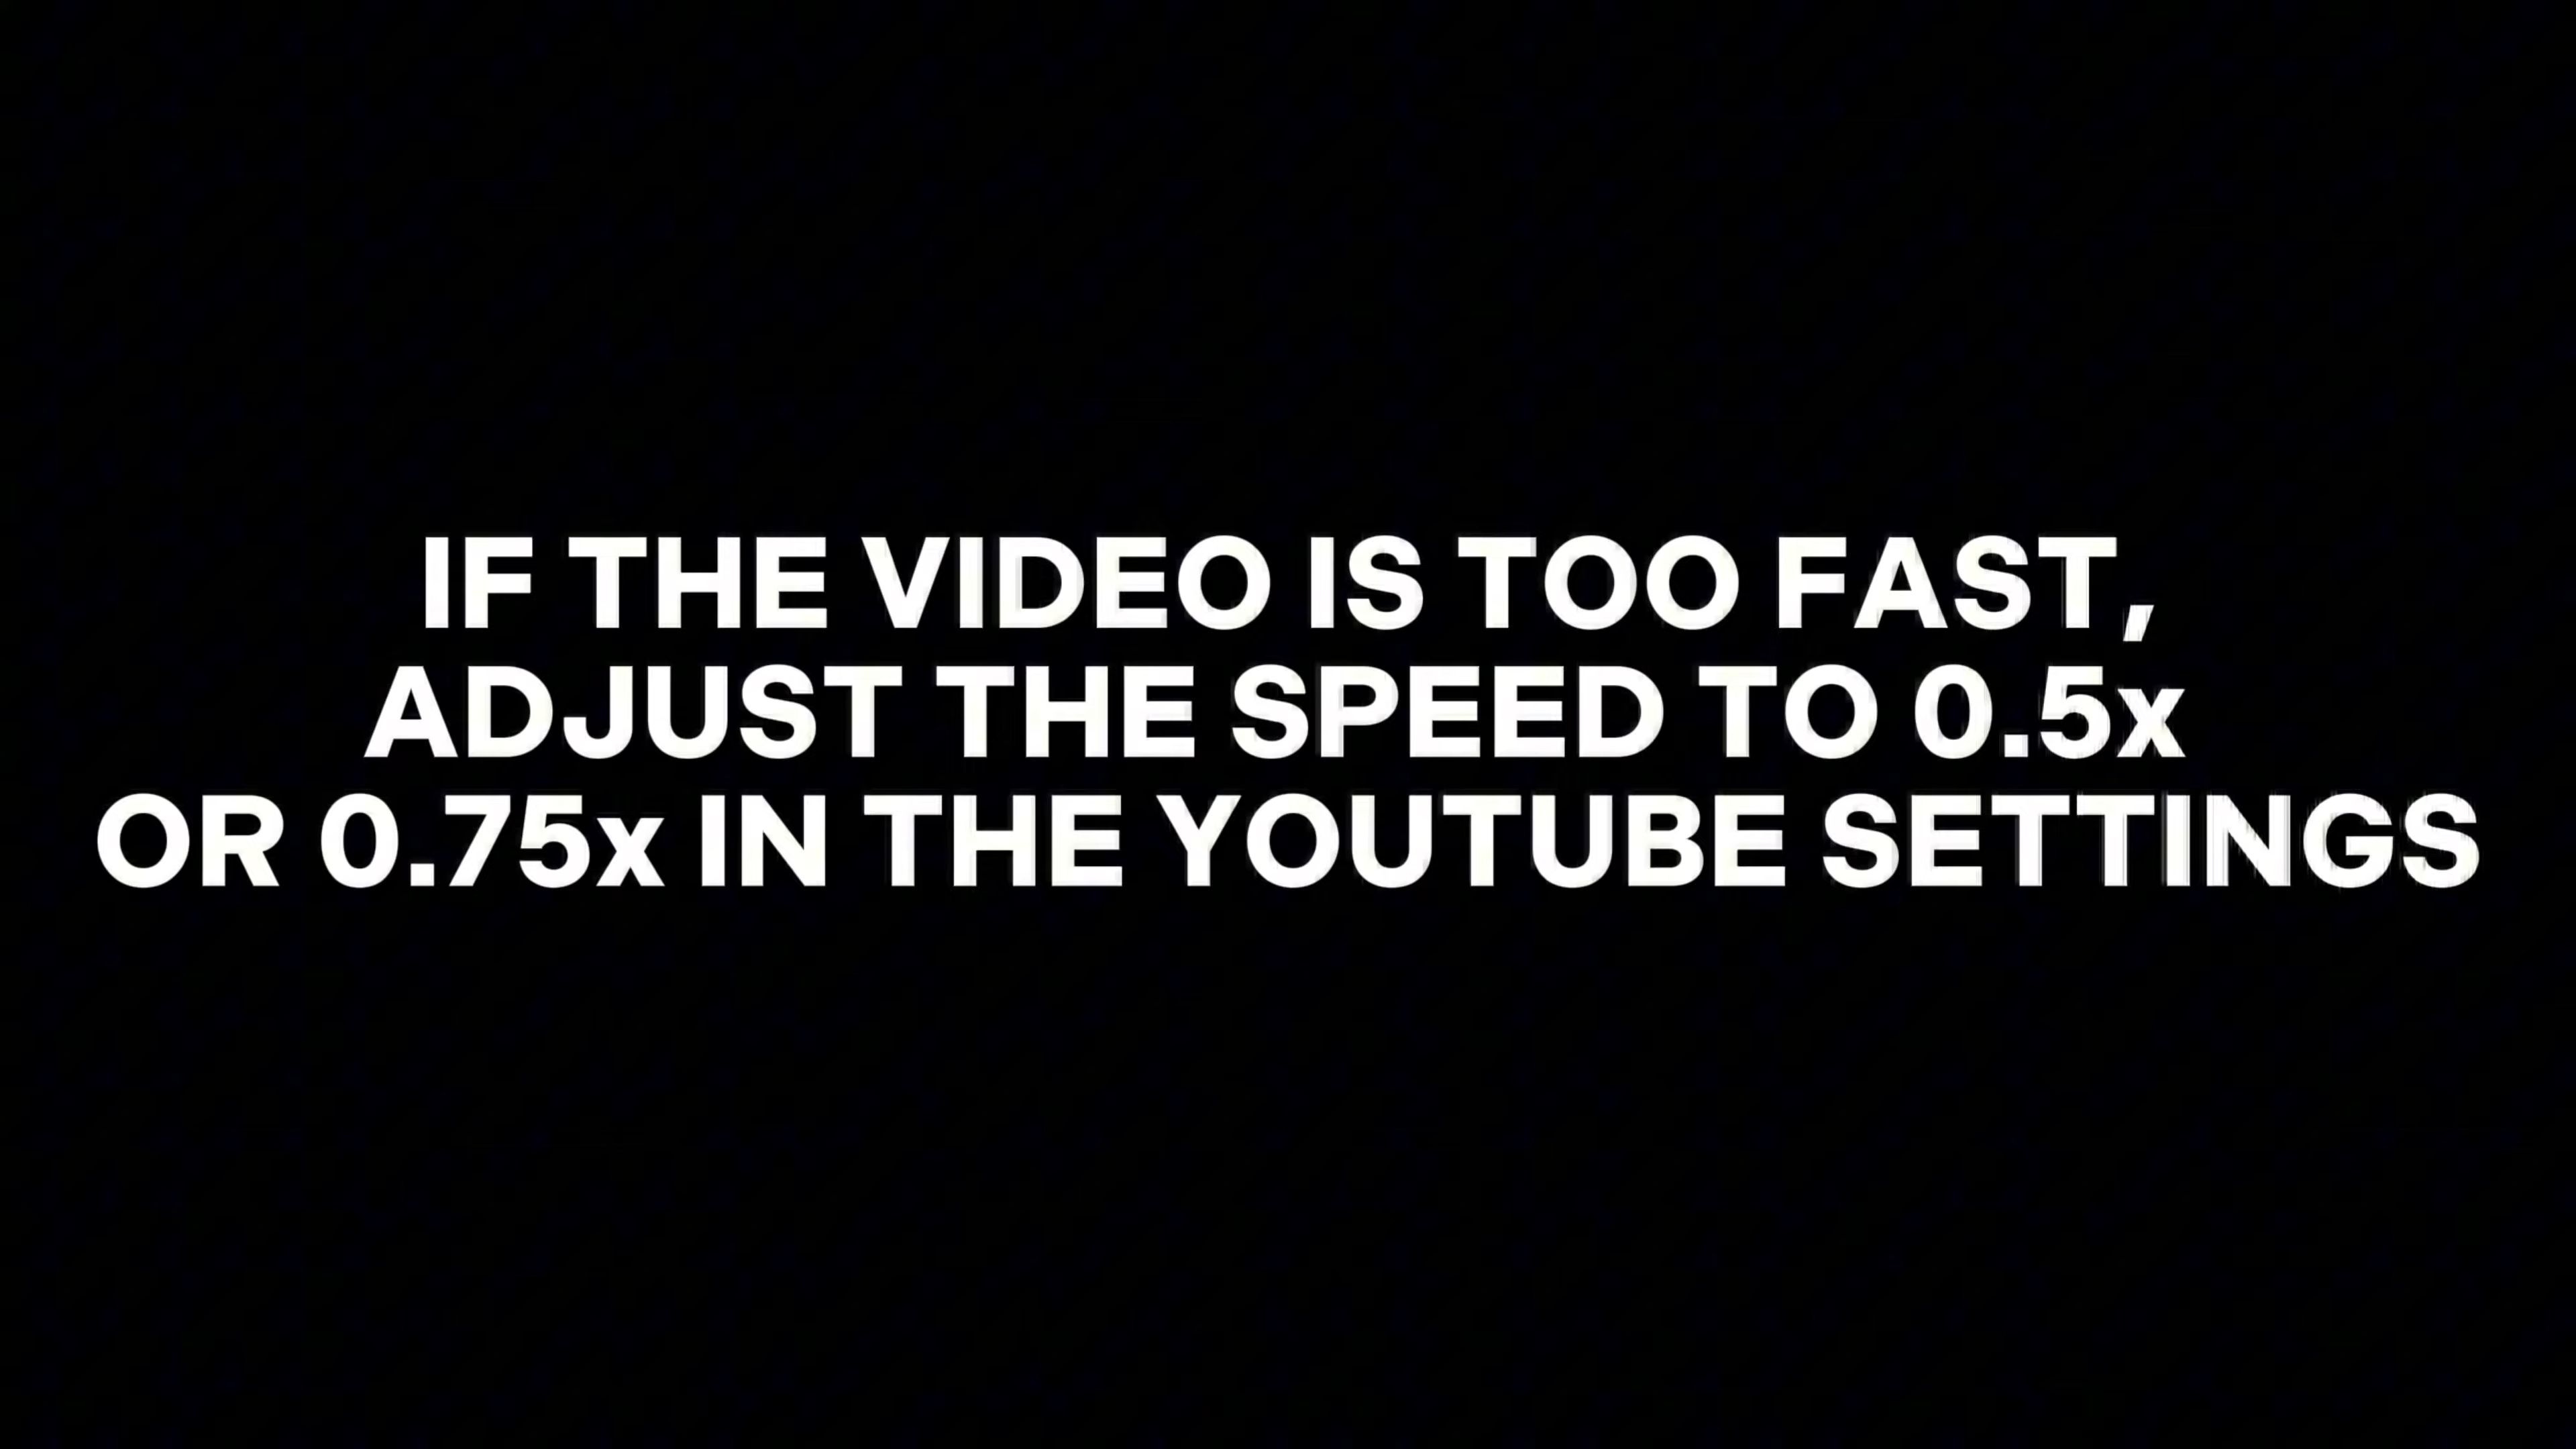 IF THE VIDEO IS TOO FAST,
ADJUST THE SPEED TO 0.5x
OR 0.75x IN THE YOUTUBE SETTINGS